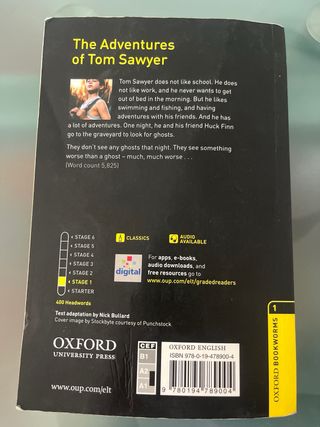 The Adventures
of Tom Sawyer
Tom Sawyer does not like school. He does
not like work, and he never wants to get
out of bed in the morning. But he likes
swimming and fishing, and having
adventures with his friends. And he has
a lot of adventures. One night, he and his friend Huck Finn
go to the graveyard to look for ghosts.
They don't see any ghosts that night. They see something
worse than a ghost – much, much worse . . .
(Word count 5,825)
< STAGE 6
< STAGE 5
< STAGE 4
< STAGE 3
< STAGE 2
< STAGE 1
< STARTER
400 Headwords
CLASSICS
AUDIO
AVAILABLE
digital
For apps, e-books,
audio downloads, and
free resources go to
www.oup.com/elt/gradedreaders
Text adaptation by Nick Bullard
Cover image by Stockbyte courtesy of Punchstock
OXFORD
UNIVERSITY PRESS
www.oup.com/elt
CEF
B1
A2
A1
OXFORD ENGLISH
ISBN 978-0-19-478900-4
9 780194 789004
1
OXFORD BOOKWORMS